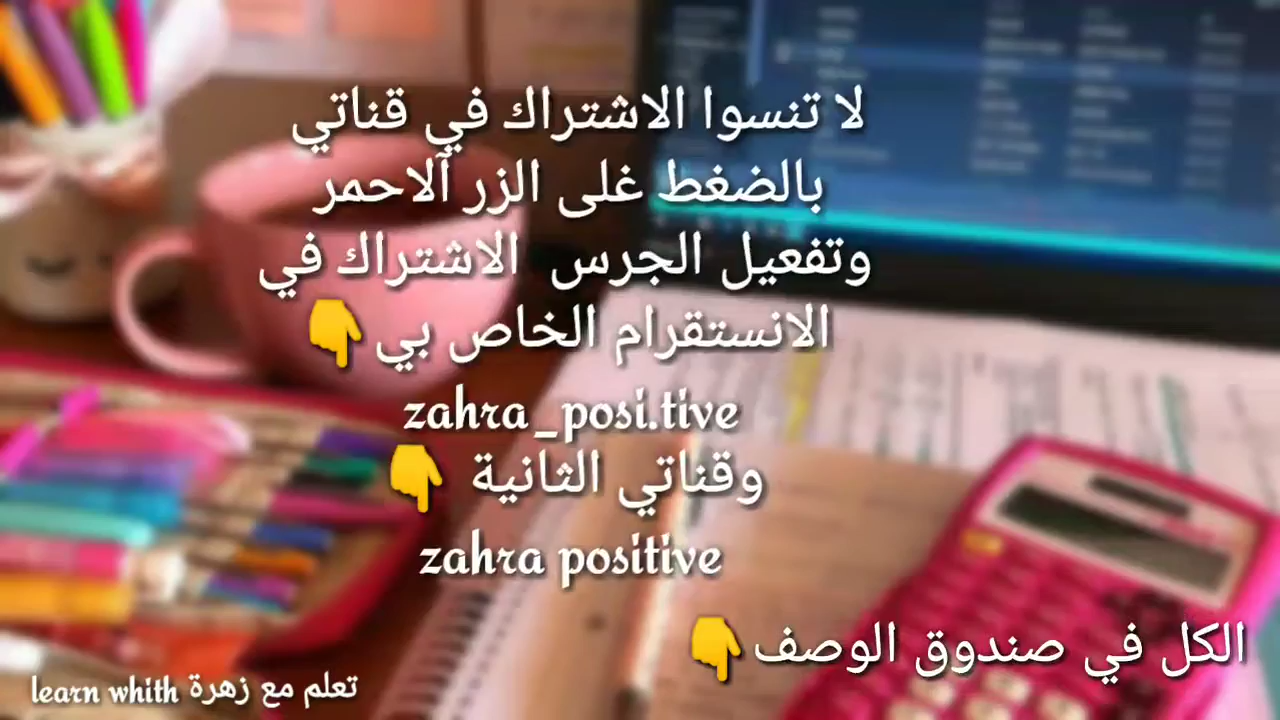 لا تنسوا الاشتراك في قناتي
بالضغط غلى الزر آلاحمر
وتفعيل الجرس الاشتراك في
الانستقرام الخاص بي👇
zahra_posi.tive
وقناتي الثانية 👇
zahra positive
الكل في صندوق الوصف👇
learn whith تعلم مع زهرة